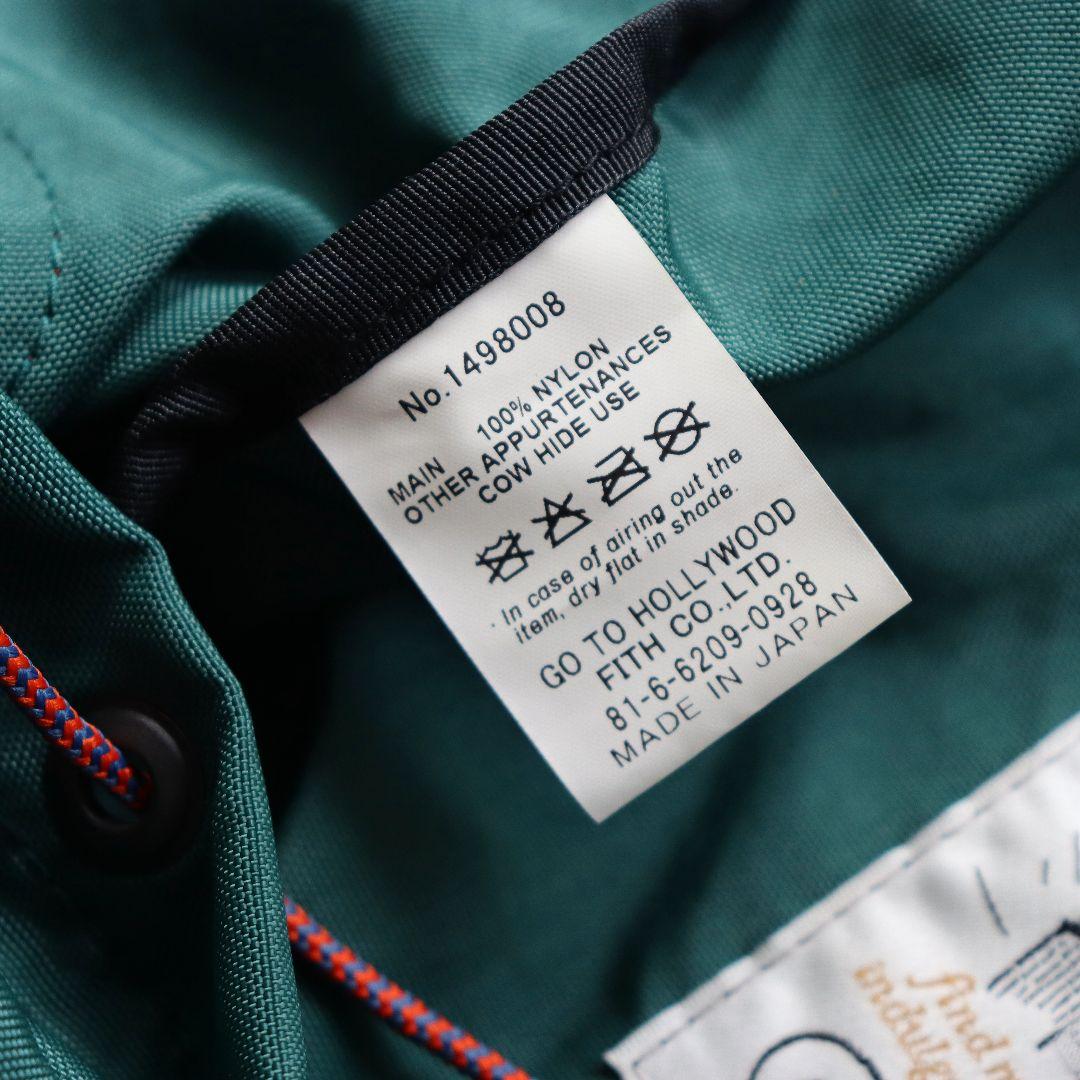 No.1498008
MAIN 100% NYLON
OTHER APPURTENANCES
COW HIDE USE
· In case of airing out the
item, dry flat in shade.
GO TO HOLLYWOOD
FITH CO.,LTD.
81-6-6209-0928
MADE IN JAPAN
And